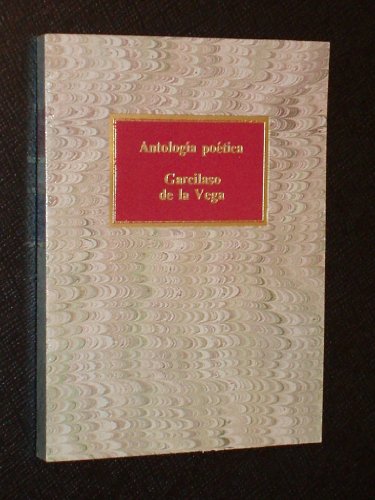 Antología poética
Garcilaso
de la Vega